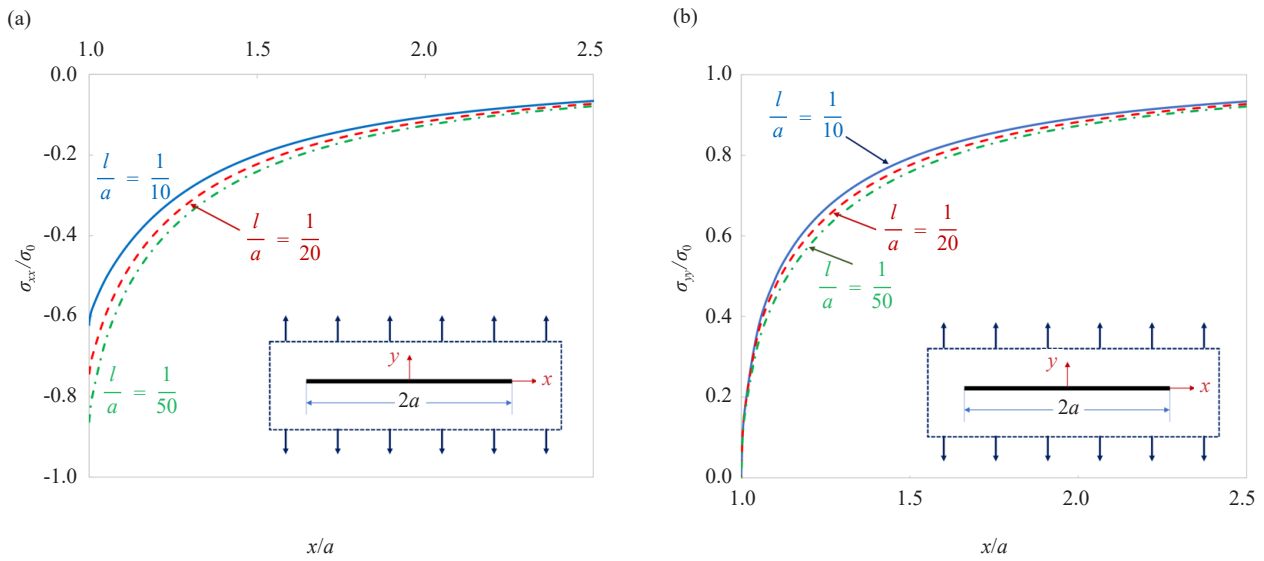 (a)
1.0 1.5 2.0 2.5
0.0
-0.2
-0.4
-0.6
-0.8
-1.0
σxx/σ0
l/a = 1/10
l/a = 1/20
l/a = 1/50
y
x
2a
x/a
(b)
1.0
0.8
0.6
0.4
0.2
0.0
σyy/σ0
l/a = 1/10
l/a = 1/20
l/a = 1/50
y
x
2a
1.0 1.5 2.0 2.5
x/a